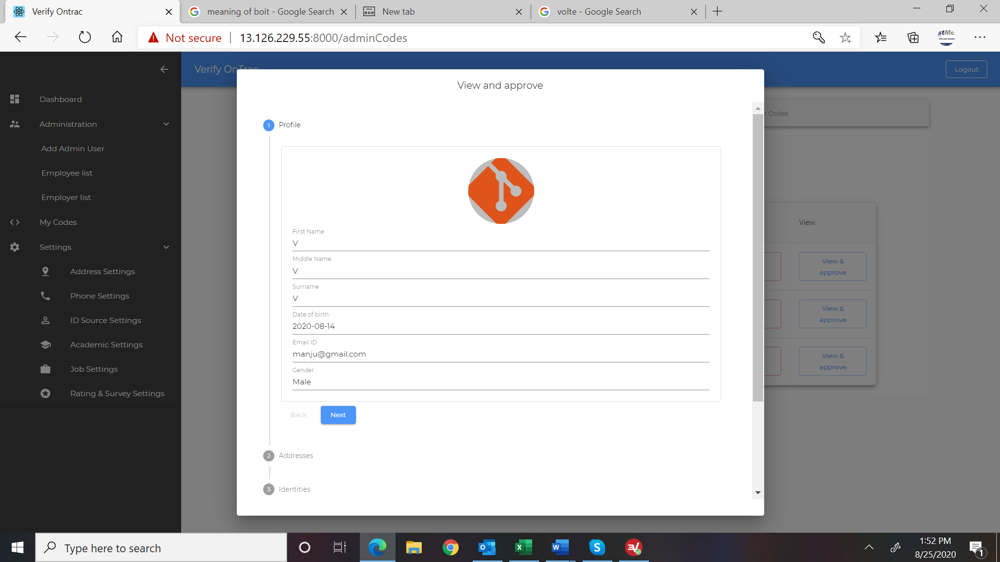 Verify Ontrac
meaning of boit - Google Search
New tab
volte - Google Search
Not secure
13.126.229.55:8000/adminCodes
stMe
Verify OnTrac
Logout
View and approve
Dashboard
Administration
Add Admin User
Employee list
Employer list
My Codes
Settings
Address Settings
Phone Settings
ID Source Settings
Academic Settings
Job Settings
Rating & Survey Settings
1 Profile
First Name
V
Middle Name
V
Surname
V
Date of birth
2020-08-14
Email ID
manju@gmail.com
Gender
Male
Back
Next
2 Addresses
3 Identities
Codes
View
View &
approve
View &
approve
View &
approve
Type here to search
1:52 PM
8/25/2020
1